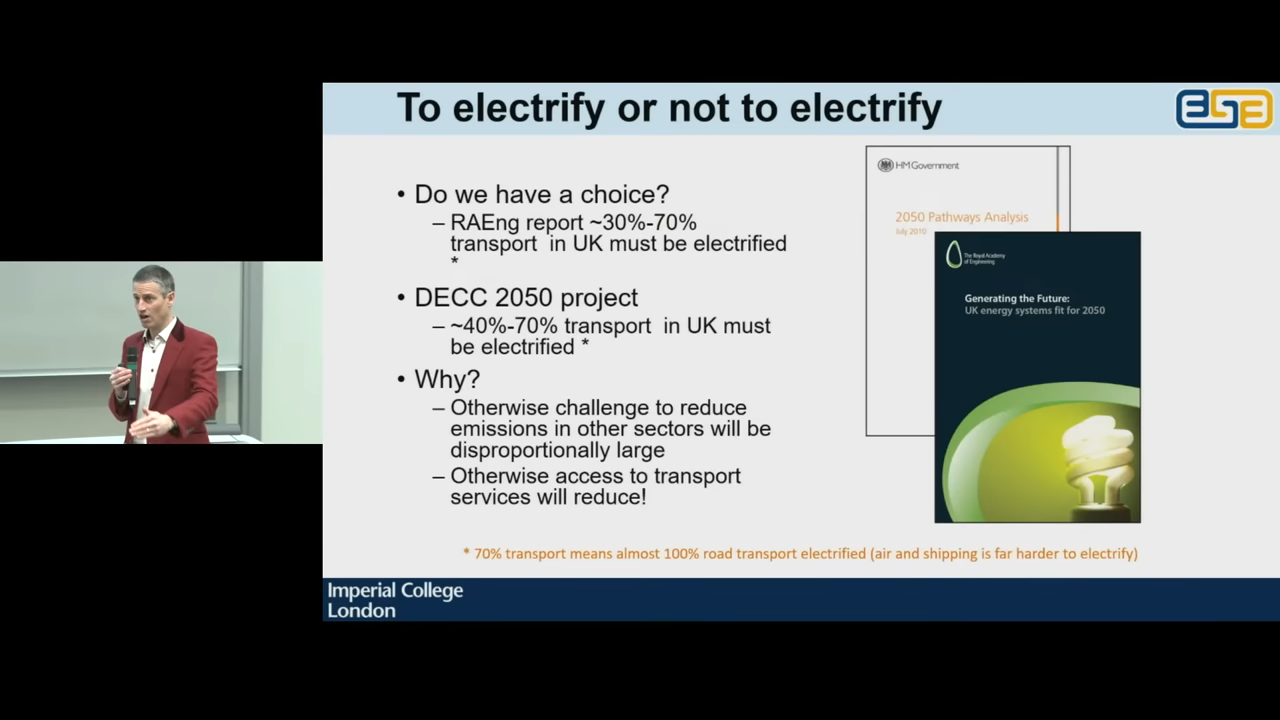 To electrify or not to electrify
• Do we have a choice?
– RAEng report ~30%-70%
transport in UK must be electrified
*
• DECC 2050 project
– ~40%-70% transport in UK must
be electrified *
• Why?
– Otherwise challenge to reduce
emissions in other sectors will be
disproportionally large
– Otherwise access to transport
services will reduce!
HM Government
2050 Pathways Analysis
July 2010
The Royal Academy
of Engineering
Generating the Future:
UK energy systems fit for 2050
* 70% transport means almost 100% road transport electrified (air and shipping is far harder to electrify)
Imperial College
London